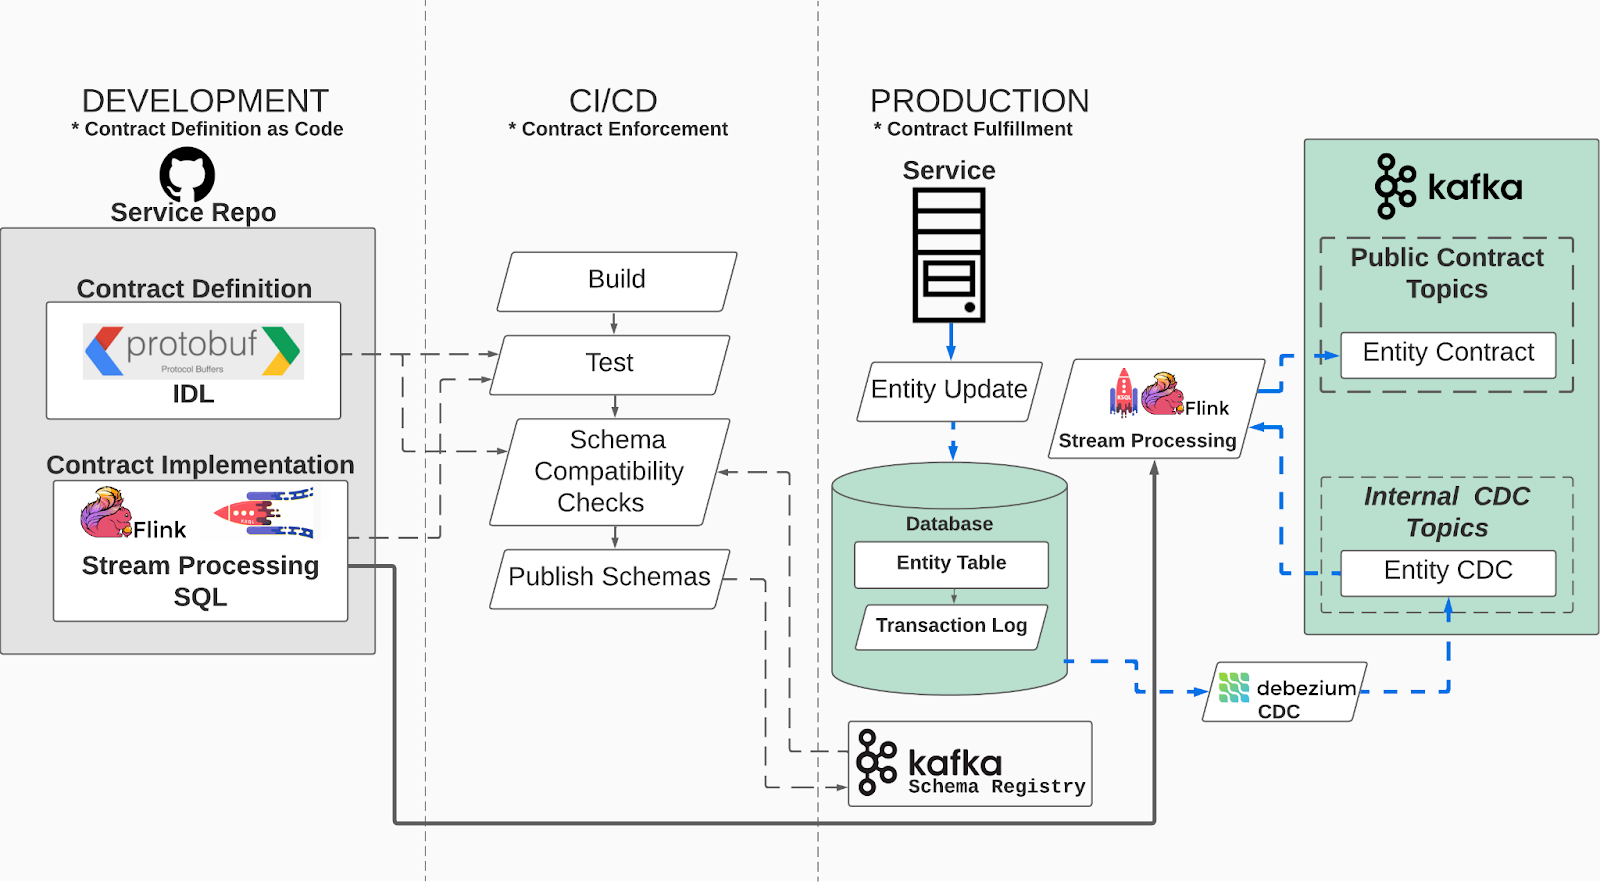 DEVELOPMENT
* Contract Definition as Code
Service Repo
Contract Definition
protobuf
Protocol Buffers
IDL
Contract Implementation
Flink
KSQL
Stream Processing
SQL
CI/CD
* Contract Enforcement
Build
Test
Schema
Compatibility
Checks
Publish Schemas
PRODUCTION
* Contract Fulfillment
Service
Entity Update
Database
Entity Table
Transaction Log
kafka
Schema Registry
KSQL
Flink
Stream Processing
debezium
CDC
kafka
Public Contract
Topics
Entity Contract
Internal CDC
Topics
Entity CDC